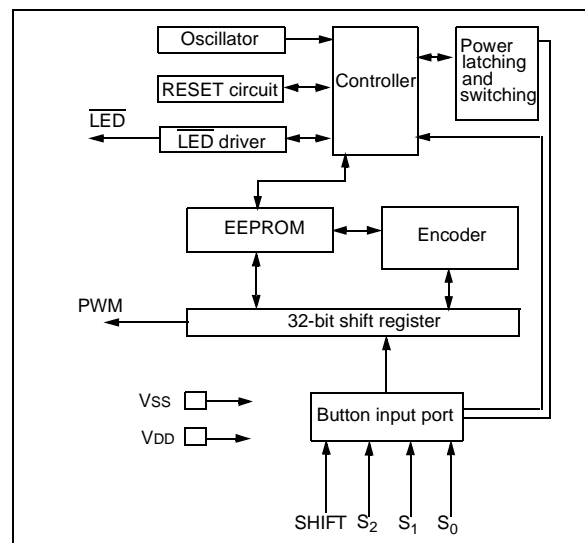 Oscillator
Power
latching
and
switching
Controller
RESET circuit
LED
LED driver
EEPROM
Encoder
PWM
32-bit shift register
VSS
Button input port
VDD
SHIFT S2 S1 S0